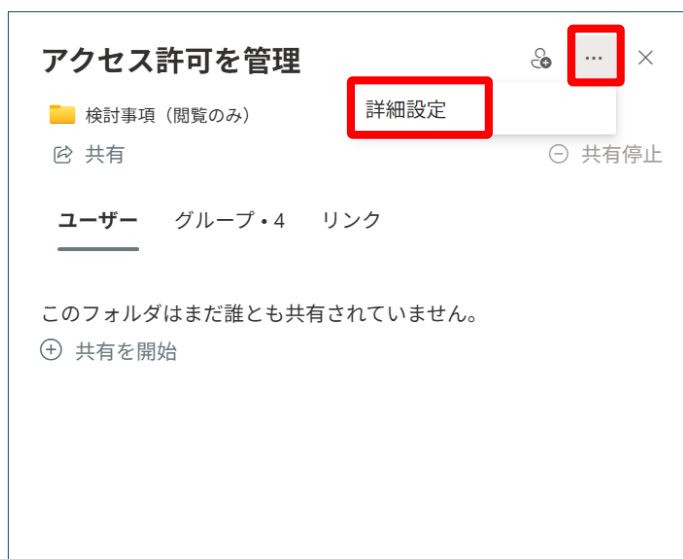 アクセス許可を管理
…
検討事項（閲覧のみ）
詳細設定
共有
共有停止
ユーザー グループ・4 リンク
このフォルダはまだ誰とも共有されていません。
共有を開始